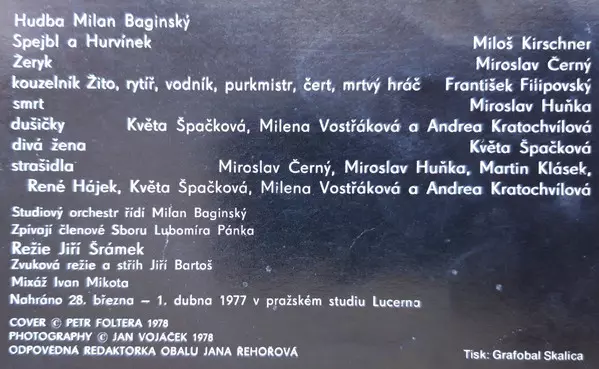 Hudba Milan Baginský
Spejbl a Hurvínek Miloš Kirschner
Žeryk Miroslav Černý
kouzelník Žito, rytíř, vodník, purkmistr, čert, mrtvý hráč František Filipovský
smrt Miroslav Huňka
dušičky Květa Špačková, Milena Vostřáková a Andrea Kratochvílová
divá žena Květa Špačková
strašidla Miroslav Černý, Miroslav Huňka, Martin Klásek,
René Hájek, Květa Špačková, Milena Vostřáková a Andrea Kratochvílová
Studiový orchestr řídí Milan Baginský
Zpívají členové Sboru Lubomíra Pánka
Režie Jiří Šrámek
Zvuková režie a střih Jiří Bartoš
Mixáž Ivan Mikota
Nahráno 28. března – 1. dubna 1977 v pražském studiu Lucerna
COVER © PETR FOLTERA 1978
PHOTOGRAPHY © JAN VOJÁČEK 1978
ODPOVĚDNÁ REDAKTORKA OBALU JANA ŘEHOŘOVÁ
Tisk: Grafobal Skalica